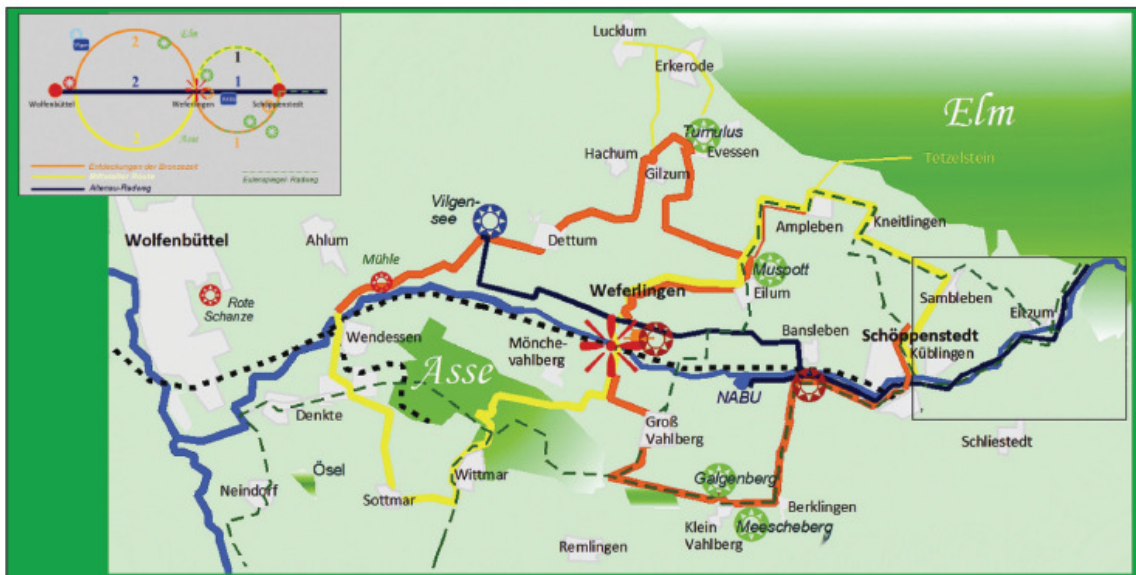 2
Elm
1
2
1
Wolfenbüttel
Weferlingen
Schöppenstedt
2
Asse
1
Entdeckungen der Bronzezeit
Mittelalter Route
Altenau-Radweg
Eulenspiegel Radweg
Lucklum
Erkerode
Elm
Tumulus
Evessen
Hachum
Gilzum
Tetzelstein
Vilgen-
see
Wolfenbüttel
Ahlum
Dettum
Ampleben
Kneitlingen
Mühle
Muspott
Eilum
Weferlingen
Sambleben
Rote
Schanze
Eitzum
Wendessen
Mönche-
vahlberg
Bansleben
Schöppenstedt
Küblingen
Asse
NABU
Denkte
Groß
Vahlberg
Schliestedt
Ösel
Wittmar
Galgenberg
Neindorf
Sottmar
Berklingen
Klein
Vahlberg
Meescheberg
Remlingen